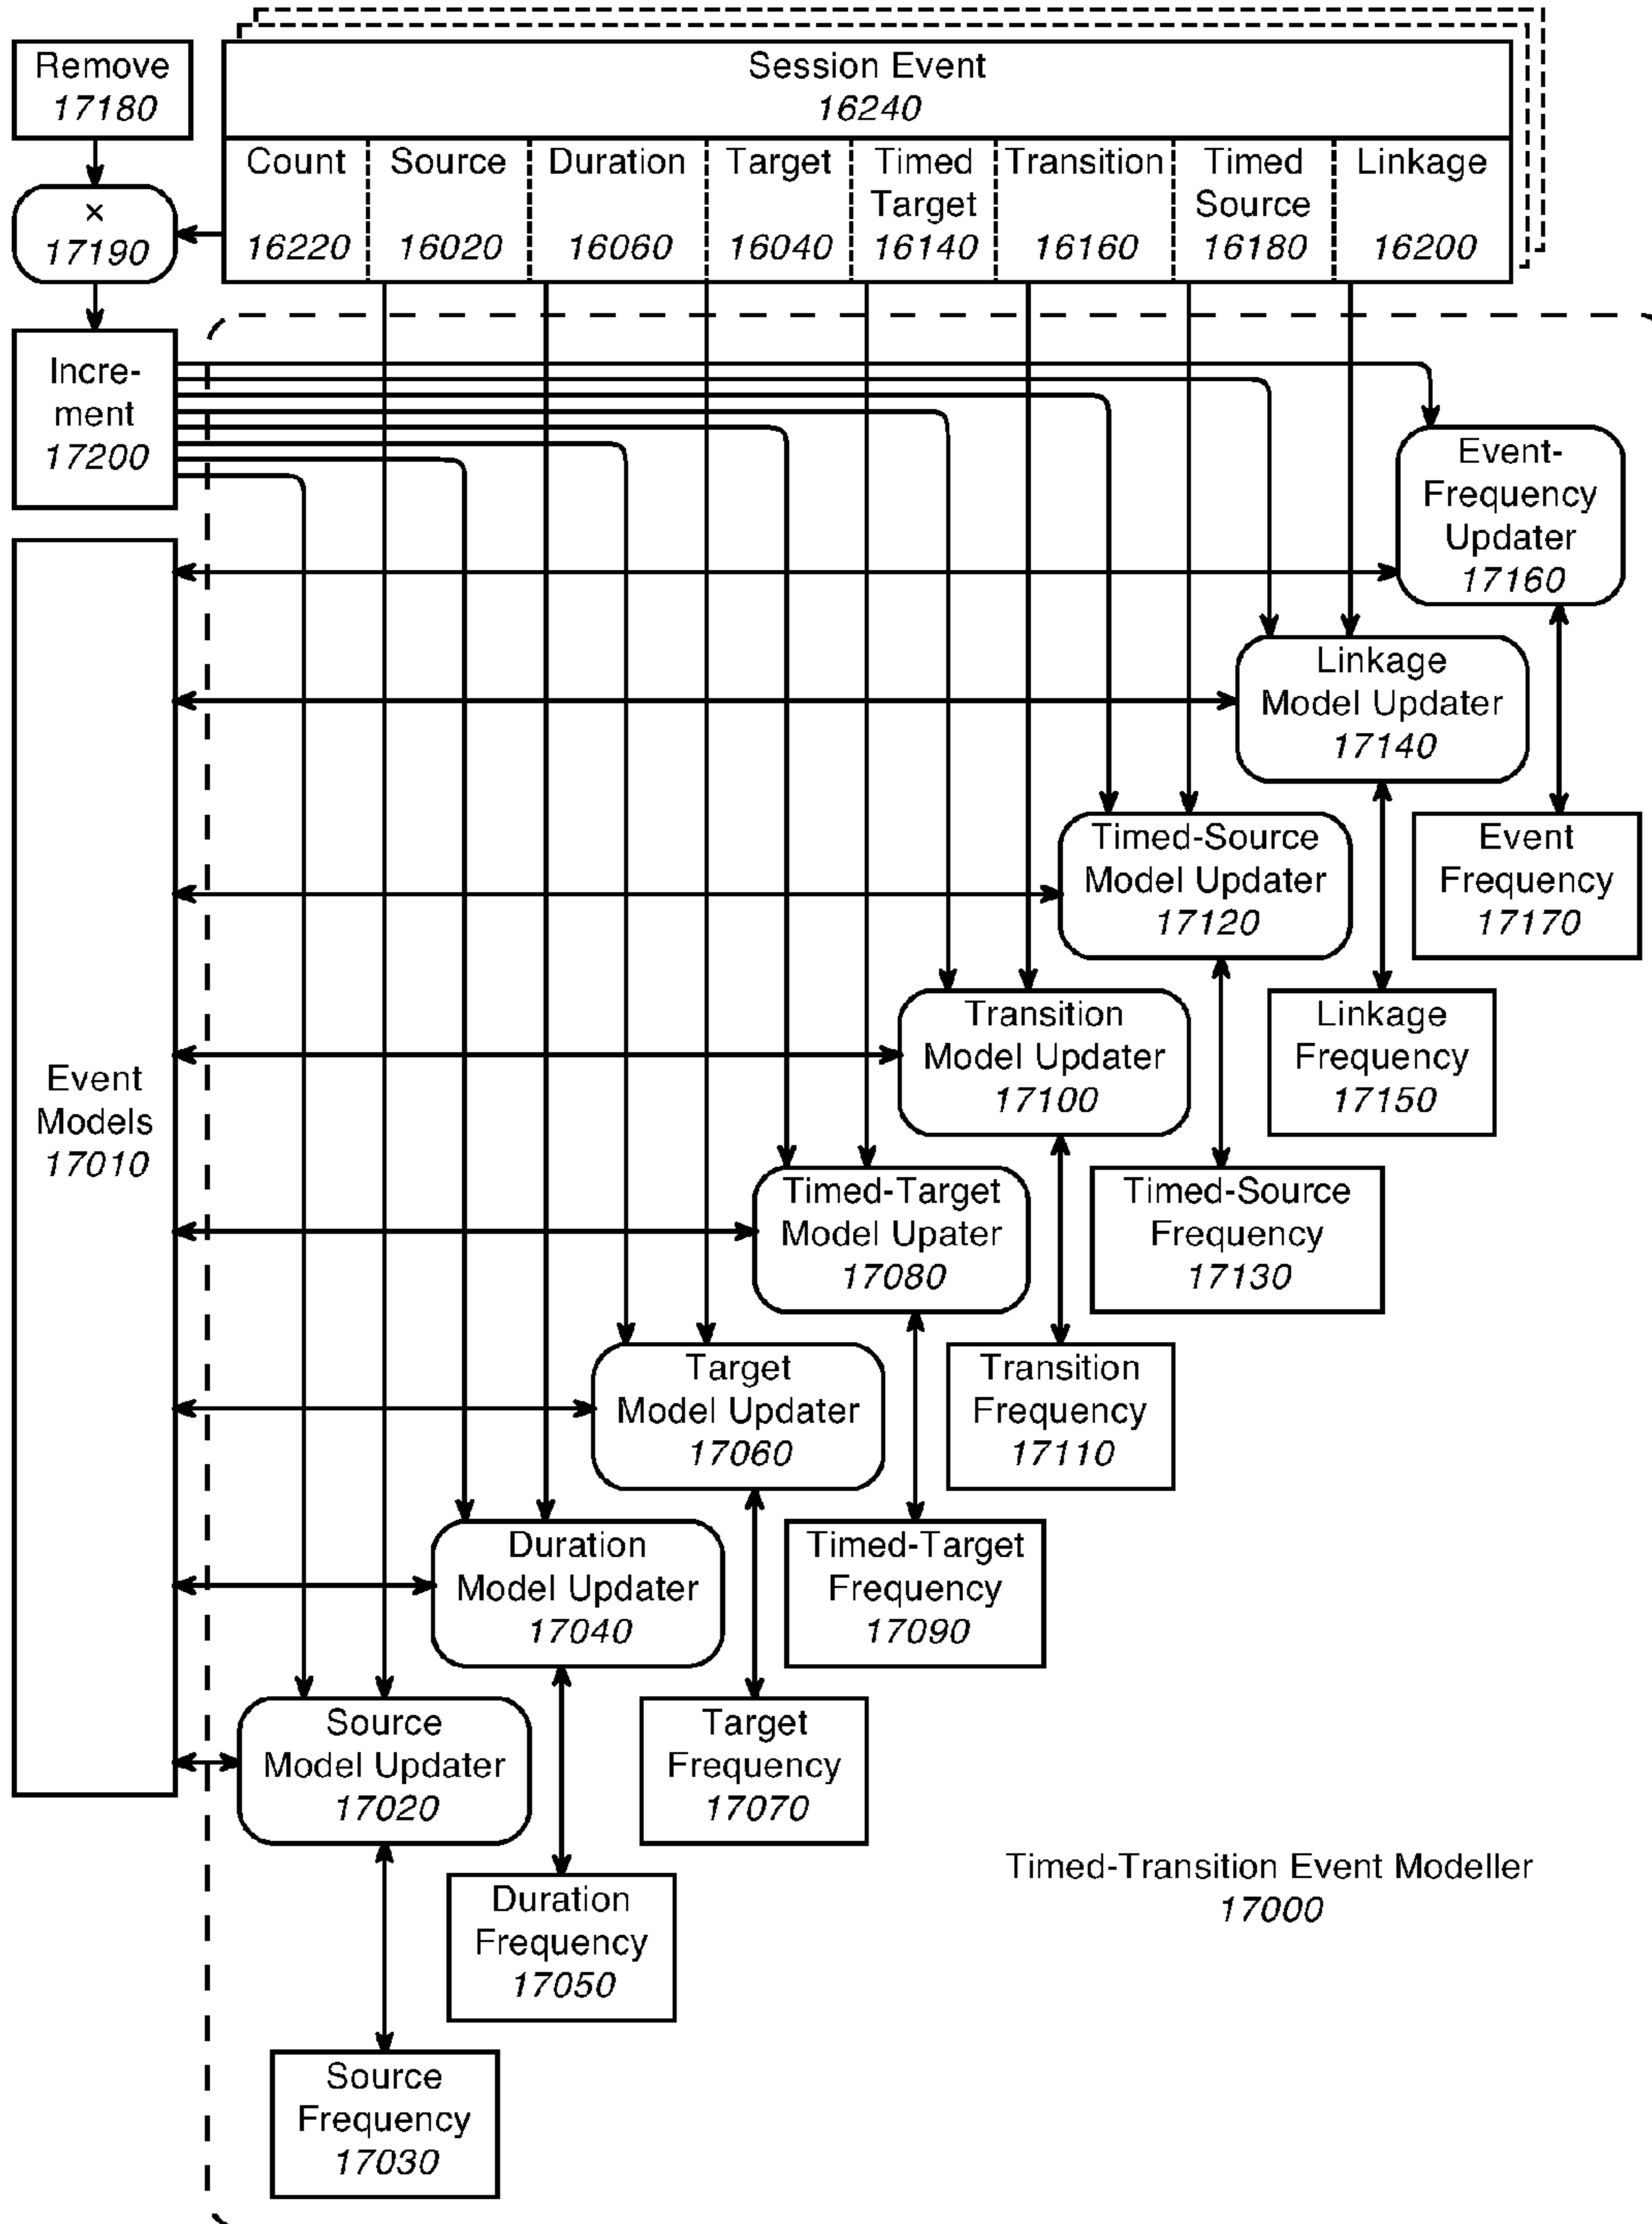 Remove
17180
Session Event
16240
Count
Source
Duration
Target
Timed
Target
Transition
Timed
Source
Linkage
16220
16020
16060
16040
16140
16160
16180
16200
×
17190
Incre-
ment
17200
Event-
Frequency
Updater
17160
Linkage
Model Updater
17140
Timed-Source
Model Updater
17120
Event
Frequency
17170
Transition
Model Updater
17100
Linkage
Frequency
17150
Event
Models
17010
Timed-Target
Model Upater
17080
Timed-Source
Frequency
17130
Target
Model Updater
17060
Transition
Frequency
17110
Duration
Model Updater
17040
Timed-Target
Frequency
17090
Source
Model Updater
17020
Target
Frequency
17070
Timed-Transition Event Modeller
17000
Duration
Frequency
17050
Source
Frequency
17030